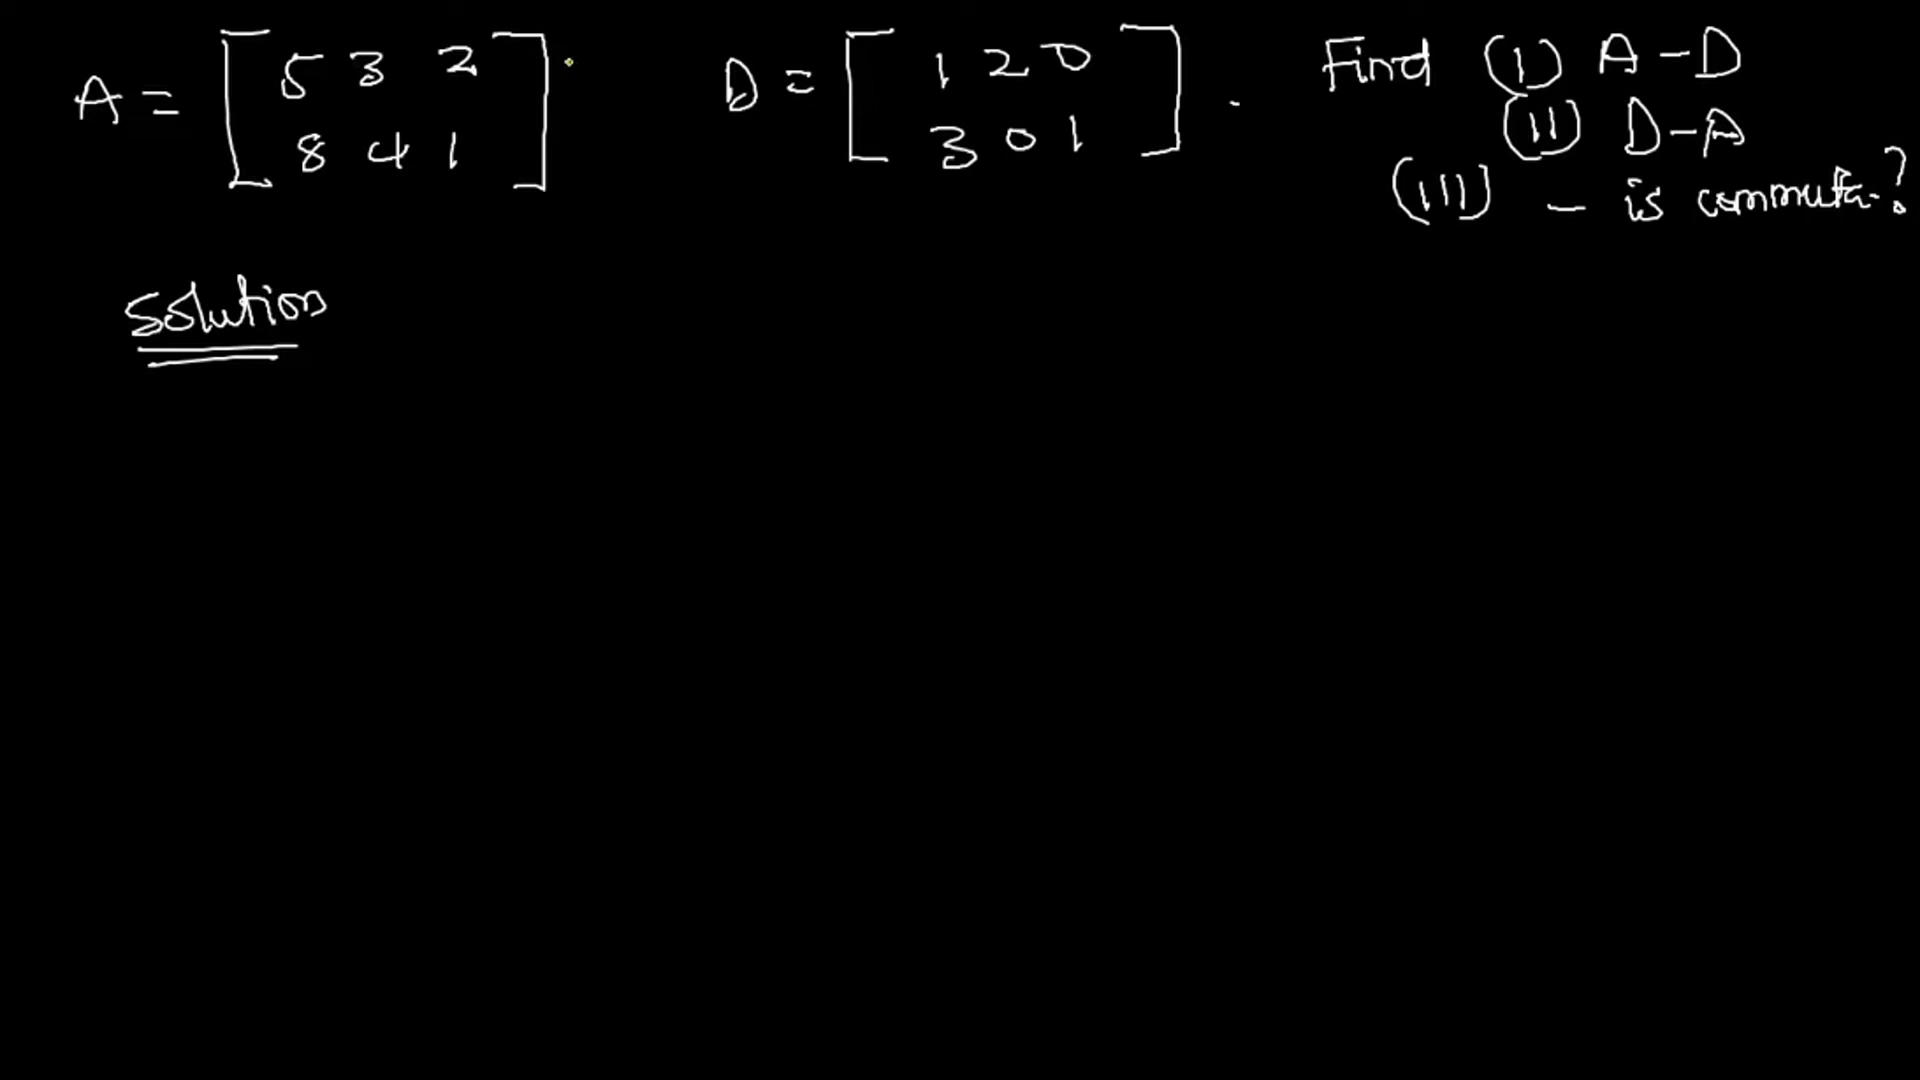 A = [ 5 3 2 ; 8 4 1 ] . D = [ 1 2 0 ; 3 0 1 ] . Find (I) A - D
(II) D - A
(III) - is commuta-?
Solution